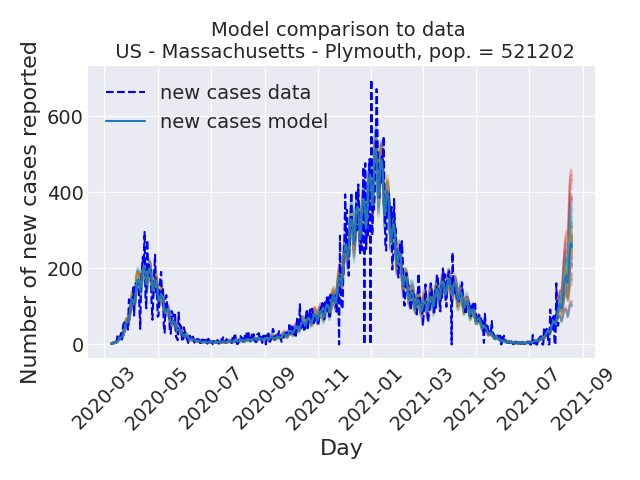 Model comparison to data
US - Massachusetts - Plymouth, pop. = 521202
Number of new cases reported
new cases data
new cases model
600
400
200
0
2020-03
2020-05
2020-07
2020-09
2020-11
2021-01
2021-03
2021-05
2021-07
2021-09
Day